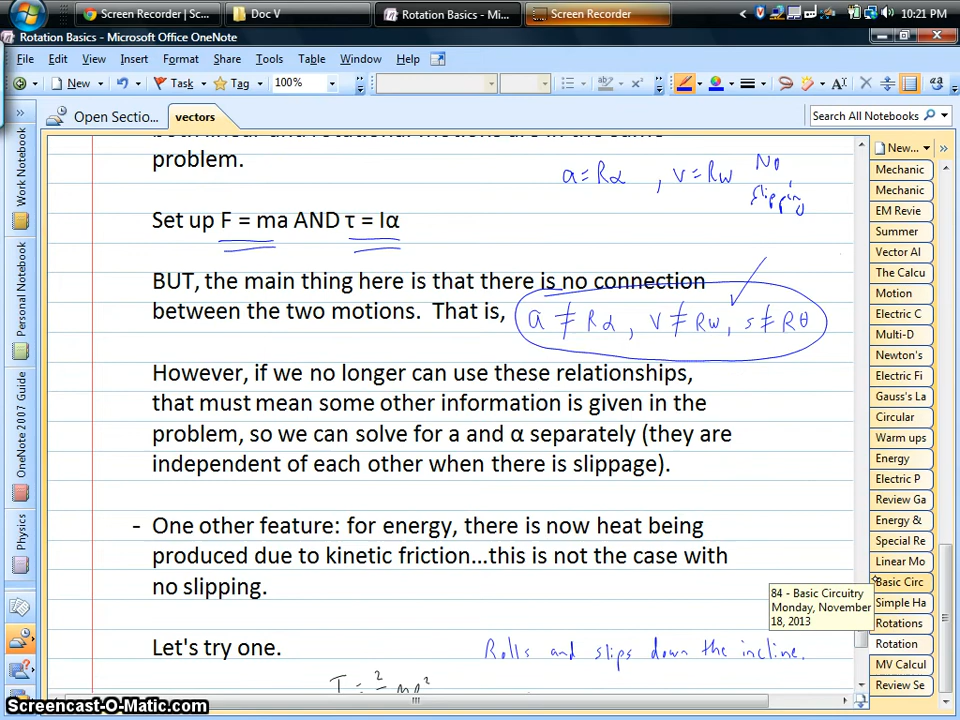 Screen Recorder | Sc...
Doc V
Rotation Basics - Mi...
Screen Recorder
10:21 PM
Rotation Basics - Microsoft Office OneNote
File Edit View Insert Format Share Tools Table Window Help
New Task Tag 100%
Open Sectio...
vectors
Search All Notebooks
Work Notebook
Personal Notebook
OneNote 2007 Guide
Physics
problem.
a=Rα , v=Rω No
slipping
Set up F = ma AND τ = Iα
BUT, the main thing here is that there is no connection
between the two motions. That is,
a ≠ Rα, v ≠ Rω, s ≠ Rθ
However, if we no longer can use these relationships,
that must mean some other information is given in the
problem, so we can solve for a and α separately (they are
independent of each other when there is slippage).
- One other feature: for energy, there is now heat being
produced due to kinetic friction...this is not the case with
no slipping.
Let's try one.
Rolls and slips down the incline.
New...
Mechanic
Mechanic
EM Revie
Summer
Vector Al
The Calcu
Motion
Electric C
Multi-D
Newton's
Electric Fi
Gauss's La
Circular
Warm ups
Energy
Electric P
Review Ga
Energy &
Special Re
Linear Mo
Basic Circ
Simple Ha
Rotations
Rotation
MV Calcul
Review Se
84 - Basic Circuitry
Monday, November
18, 2013
Screencast-O-Matic.com